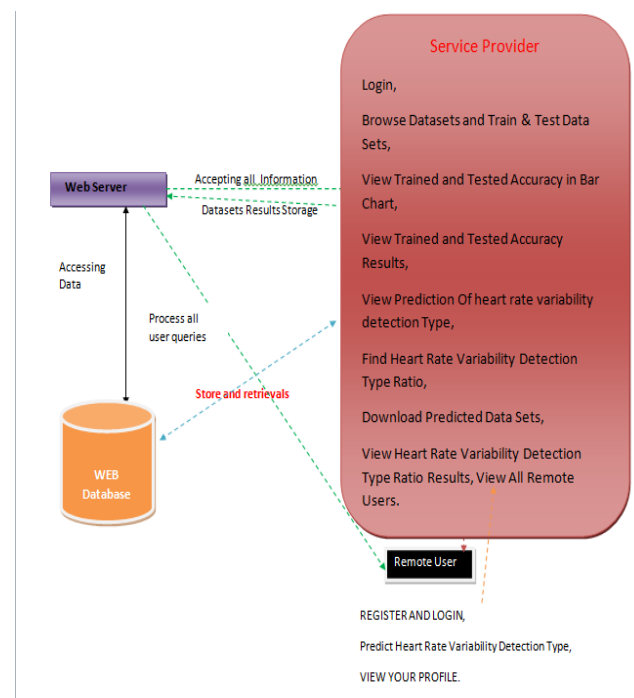 Service Provider
Login,
Browse Datasets and Train & Test Data
Sets,
View Trained and Tested Accuracy in Bar
Chart,
View Trained and Tested Accuracy
Results,
View Prediction Of heart rate variability
detection Type,
Find Heart Rate Variability Detection
Type Ratio,
Download Predicted Data Sets,
View Heart Rate Variability Detection
Type Ratio Results, View All Remote
Users.
Web Server
Accepting all Information
Datasets Results Storage
Accessing
Data
Process all
user queries
Store and retrievals
WEB
Database
Remote User
REGISTER AND LOGIN,
Predict Heart Rate Variability Detection Type,
VIEW YOUR PROFILE.